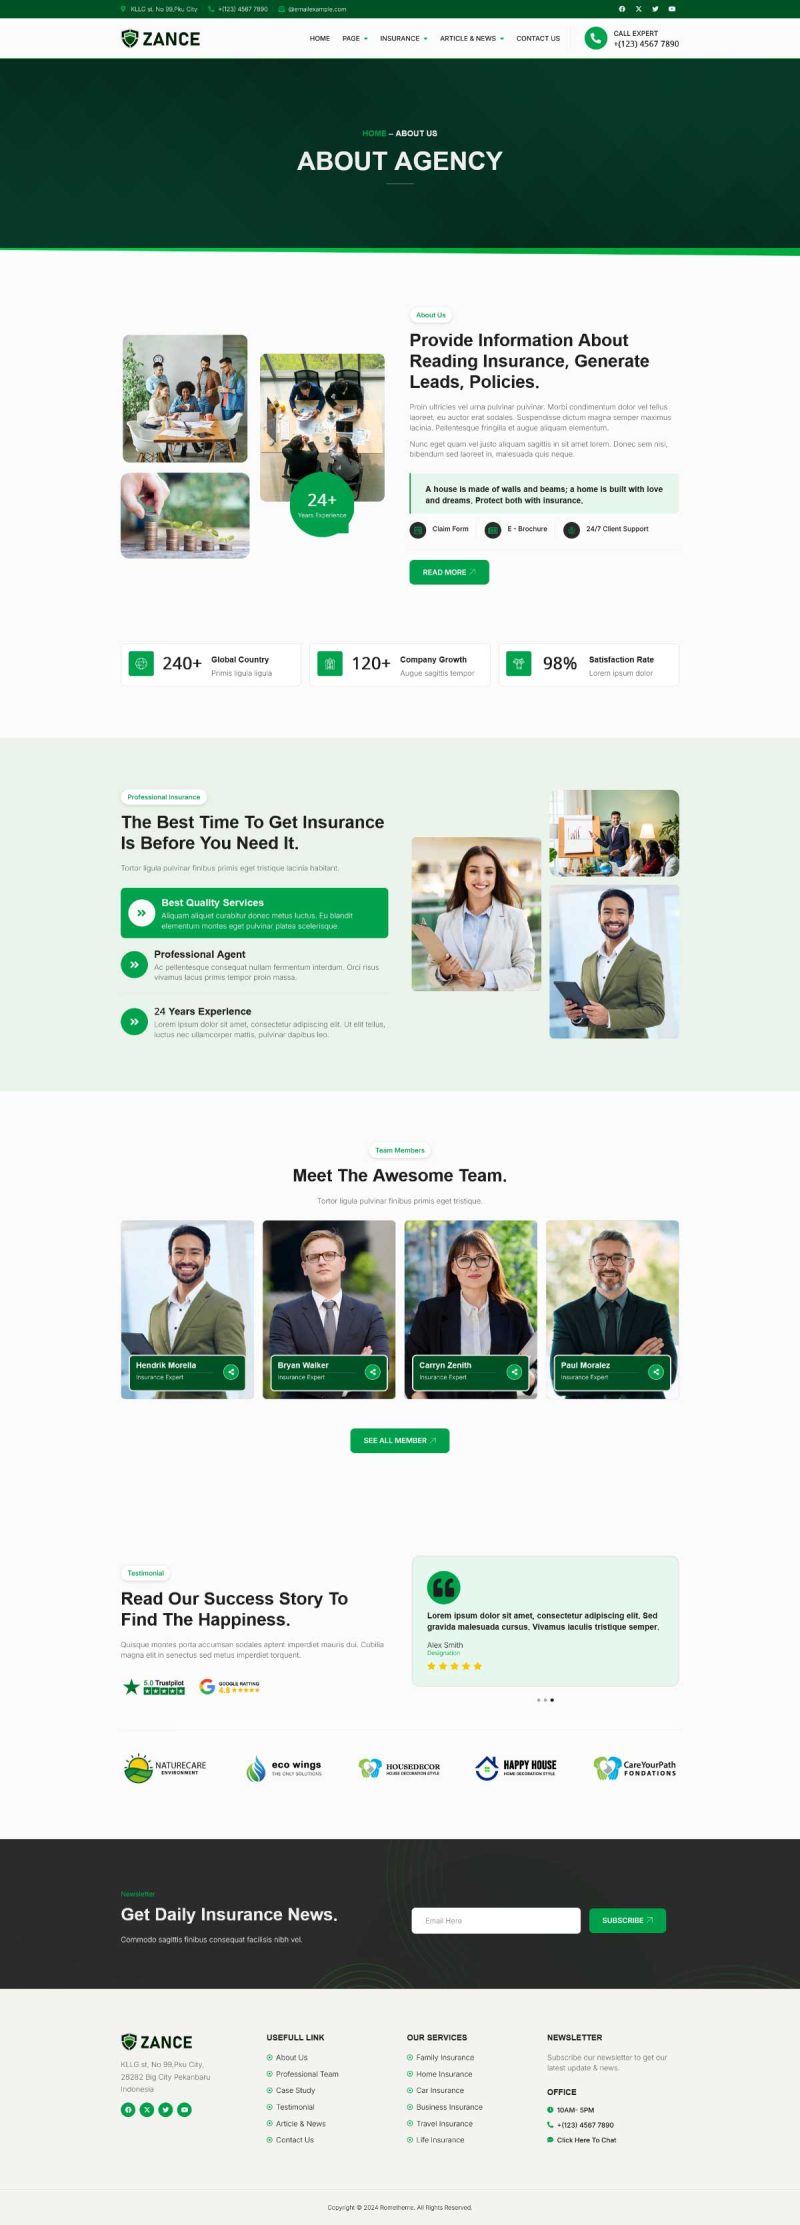 KLLG st, No 99,Pku City
+(123) 4567 7890
@emailexample.com
ZANCE
HOME
PAGE
INSURANCE
ARTICLE & NEWS
CONTACT US
CALL EXPERT
+(123) 4567 7890
HOME – ABOUT US
ABOUT AGENCY
About Us
Provide Information About
Reading Insurance, Generate
Leads, Policies.
Proin ultricies vel urna pulvinar pulvinar. Morbi condimentum dolor vel tellus
laoreet, eu auctor erat sodales. Suspendisse dictum magna semper maximus
lacinia. Pellentesque fringilla et augue aliquam elementum.
Nunc eget quam vel justo aliquam sagittis in sit amet lorem. Donec sem nisi,
bibendum sed laoreet in, malesuada quis neque.
A house is made of walls and beams; a home is built with love
and dreams. Protect both with insurance.
24+
Years Experience
Claim Form
E - Brochure
24/7 Client Support
READ MORE
240+
Global Country
Primis ligula ligula
120+
Company Growth
Augue sagittis tempor
98%
Satisfaction Rate
Lorem ipsum dolor
Professional Insurance
The Best Time To Get Insurance
Is Before You Need It.
Tortor ligula pulvinar finibus primis eget tristique lacinia habitant.
Best Quality Services
Aliquam aliquet curabitur donec metus luctus. Eu blandit
elementum montes eget pulvinar platea scelerisque.
Professional Agent
Ac pellentesque consequat nullam fermentum interdum. Orci risus
vivamus lacus primis tempor proin massa.
24 Years Experience
Lorem ipsum dolor sit amet, consectetur adipiscing elit. Ut elit tellus,
luctus nec ullamcorper mattis, pulvinar dapibus leo.
Team Members
Meet The Awesome Team.
Tortor ligula pulvinar finibus primis eget tristique.
Hendrik Morella
Insurance Expert
Bryan Walker
Insurance Expert
Carryn Zenith
Insurance Expert
Paul Moralez
Insurance Expert
SEE ALL MEMBER
Testimonial
Read Our Success Story To
Find The Happiness.
Quisque montes porta accumsan sodales aptent imperdiet mauris dui. Cubilia
magna elit in senectus sed metus imperdiet torquent.
5.0 Trustpilot
GOOGLE RATTING
4.8
Lorem ipsum dolor sit amet, consectetur adipiscing elit. Sed
gravida malesuada cursus. Vivamus iaculis tristique semper.
Alex Smith
Designation
NATURECARE
ENVIRONMENT
eco wings
THE ONLY SOLUTIONS
HOUSEDECOR
HOUSE DECORATION STYLE
HAPPY HOUSE
HOME DECORATION STYLE
CareYourPath
FONDATIONS
Newsletter
Get Daily Insurance News.
Commodo sagittis finibus consequat facilisis nibh vel.
Email Here
SUBSCRIBE
ZANCE
KLLG st, No 99,Pku City,
28282 Big City Pekanbaru
Indonesia
USEFULL LINK
About Us
Professional Team
Case Study
Testimonial
Article & News
Contact Us
OUR SERVICES
Family Insurance
Home Insurance
Car Insurance
Business Insurance
Travel Insurance
Life Insurance
NEWSLETTER
Subscribe our newsletter to get our
latest update & news.
OFFICE
10AM- 5PM
+(123) 4567 7890
Click Here To Chat
Copyright © 2024 Rometheme. All Rights Reserved.